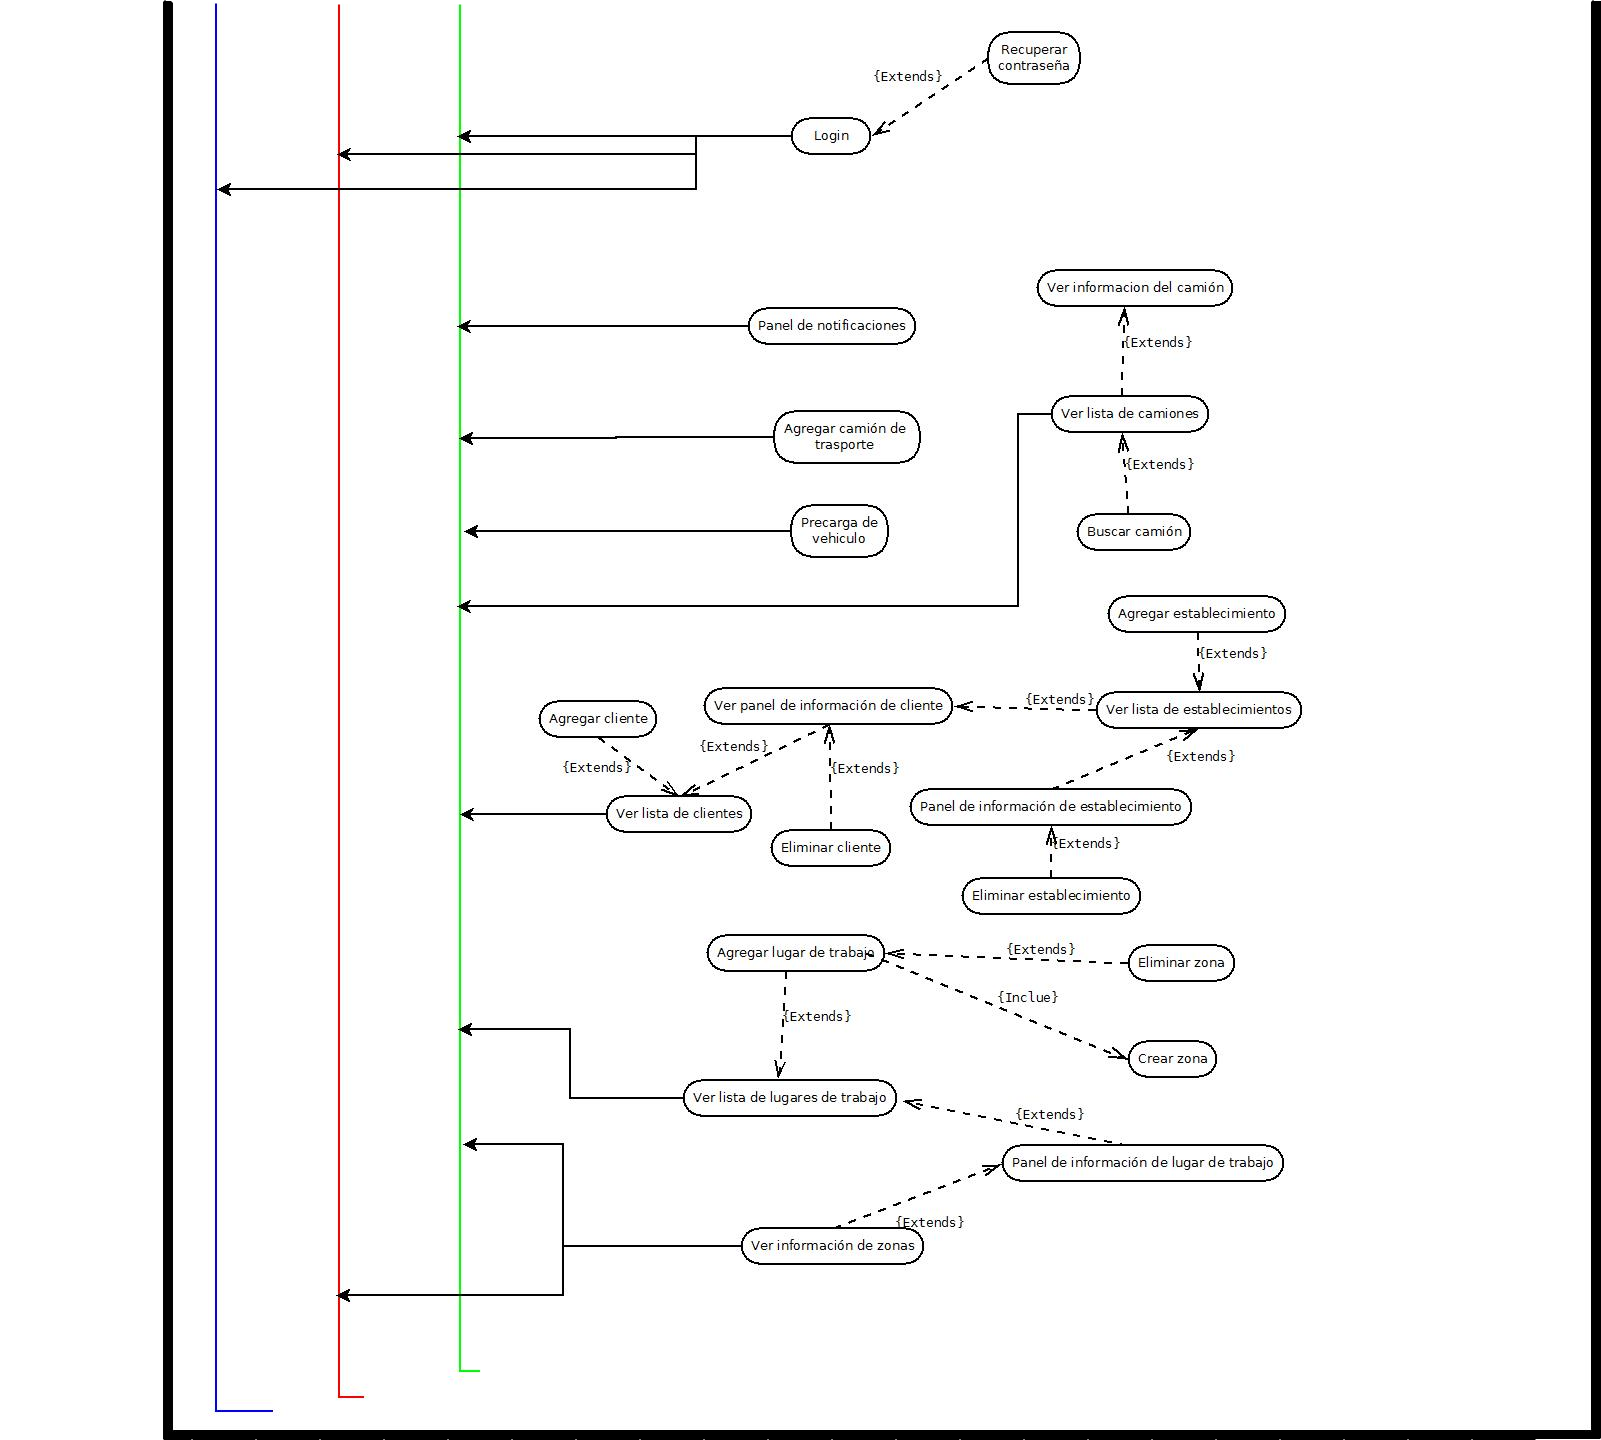 Recuperar
contraseña
{Extends}
Login
Ver informacion del camión
Panel de notificaciones
{Extends}
Ver lista de camiones
Agregar camión de
trasporte
{Extends}
Precarga de
vehiculo
Buscar camión
Agregar establecimiento
{Extends}
{Extends}
Ver panel de información de cliente
Ver lista de establecimientos
Agregar cliente
{Extends}
{Extends}
{Extends}
{Extends}
Panel de información de establecimiento
Ver lista de clientes
{Extends}
Eliminar cliente
Eliminar establecimiento
Agregar lugar de trabajo
{Extends}
Eliminar zona
{Inclue}
{Extends}
Crear zona
Ver lista de lugares de trabajo
{Extends}
Panel de información de lugar de trabajo
{Extends}
Ver información de zonas